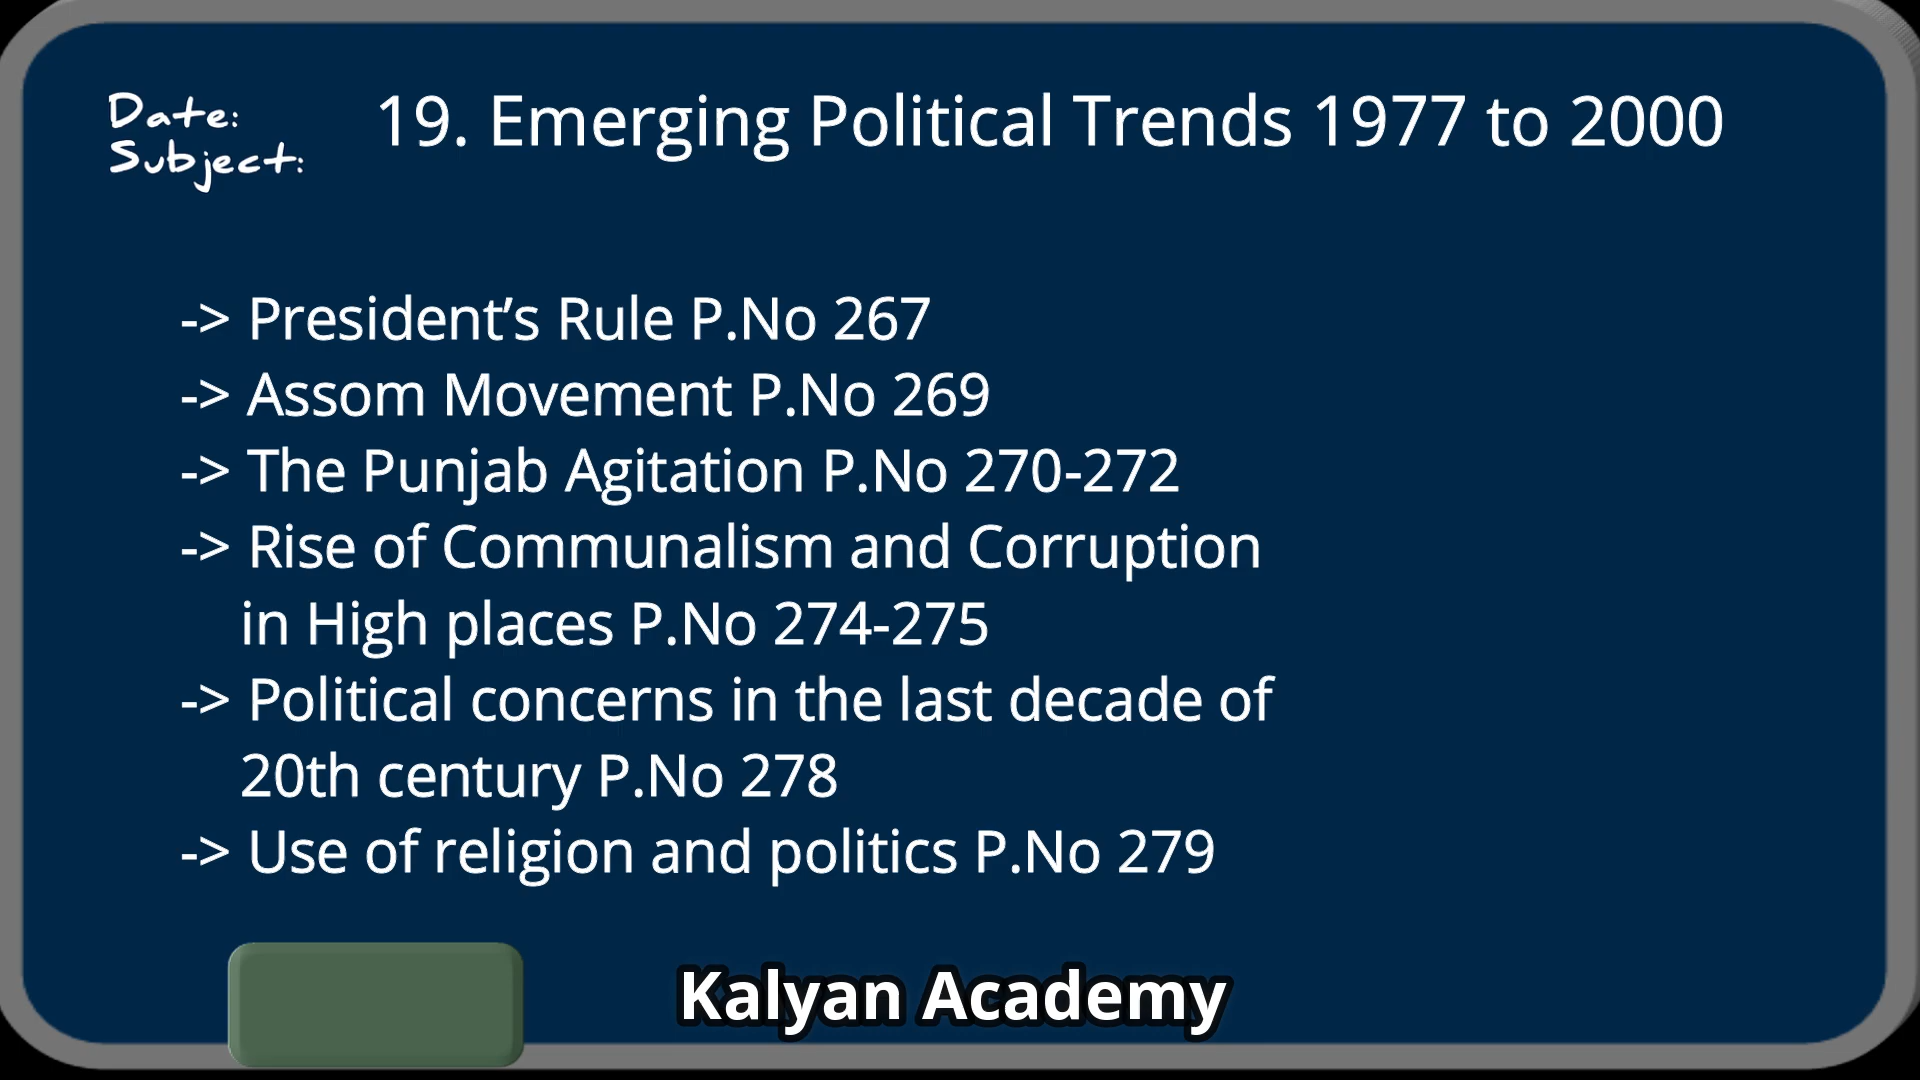 Date:
Subject:
19. Emerging Political Trends 1977 to 2000
-> President’s Rule P.No 267
-> Assom Movement P.No 269
-> The Punjab Agitation P.No 270-272
-> Rise of Communalism and Corruption
in High places P.No 274-275
-> Political concerns in the last decade of
20th century P.No 278
-> Use of religion and politics P.No 279
Kalyan Academy